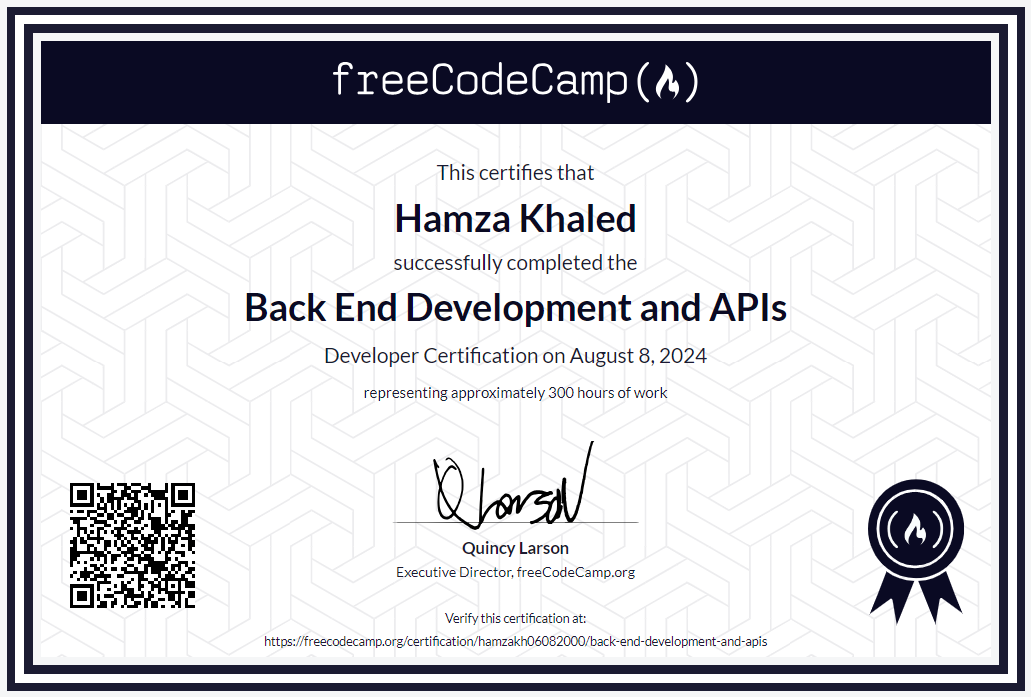 freeCodeCamp
This certifies that
Hamza Khaled
successfully completed the
Back End Development and APIs
Developer Certification on August 8, 2024
representing approximately 300 hours of work
Q Larson
Quincy Larson
Executive Director, freeCodeCamp.org
Verify this certification at:
https://freecodecamp.org/certification/hamzakh06082000/back-end-development-and-apis